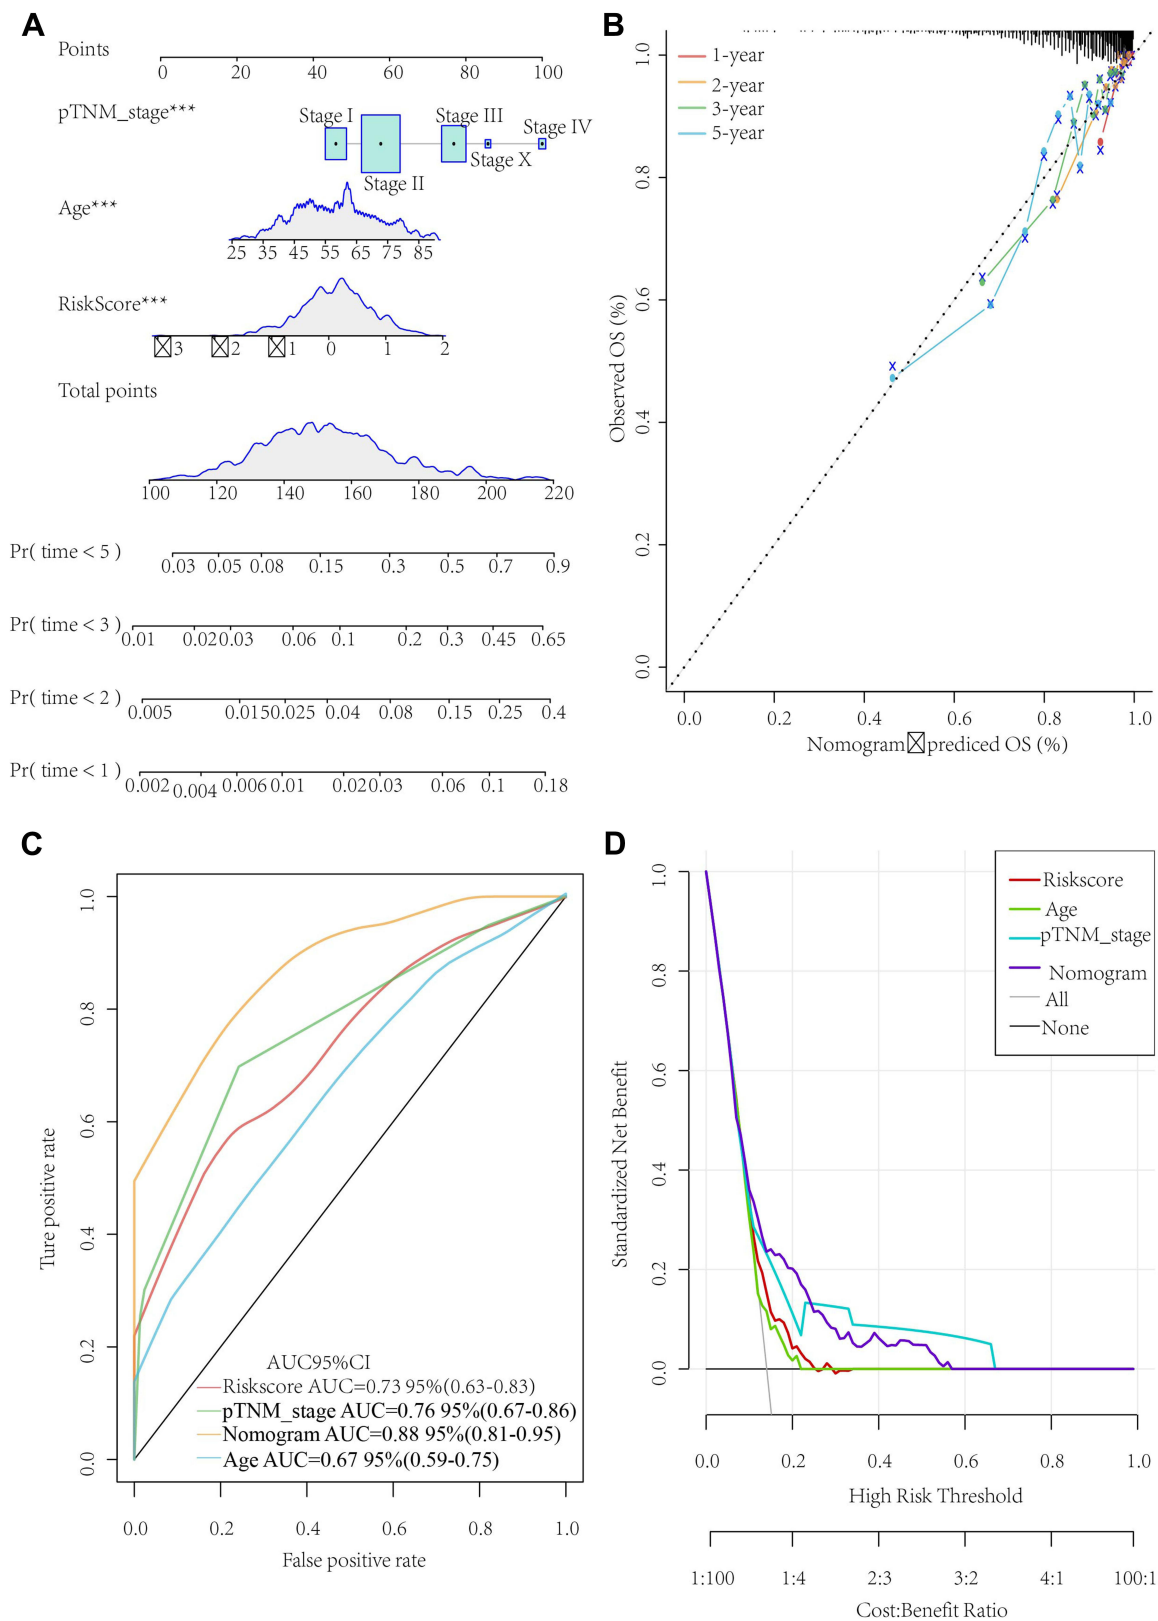 A
Points
0 20 40 60 80 100
pTNM_stage***
Stage I
Stage III
Stage IV
Stage X
Stage II
Age***
25 35 45 55 65 75 85
RiskScore***
3 2 1 0 1 2
Total points
100 120 140 160 180 200 220
Pr( time < 5 )
0.03 0.05 0.08 0.15 0.3 0.5 0.7 0.9
Pr( time < 3 )
0.01 0.02 0.03 0.06 0.1 0.2 0.3 0.45 0.65
Pr( time < 2 )
0.005 0.015 0.025 0.04 0.08 0.15 0.25 0.4
Pr( time < 1 )
0.002 0.004 0.006 0.01 0.02 0.03 0.06 0.1 0.18
B
1-year
2-year
3-year
5-year
Observed OS (%)
1.0
0.8
0.6
0.4
0.2
0.0
0.0 0.2 0.4 0.6 0.8 1.0
Nomogram prediced OS (%)
C
Ture positive rate
1.0
0.8
0.6
0.4
0.2
0.0
AUC95%CI
Riskscore AUC=0.73 95%(0.63-0.83)
pTNM_stage AUC=0.76 95%(0.67-0.86)
Nomogram AUC=0.88 95%(0.81-0.95)
Age AUC=0.67 95%(0.59-0.75)
0.0 0.2 0.4 0.6 0.8 1.0
False positive rate
D
Riskscore
Age
pTNM_stage
Nomogram
All
None
Standardized Net Benefit
1.0
0.8
0.6
0.4
0.2
0.0
0.0 0.2 0.4 0.6 0.8 1.0
High Risk Threshold
1:100 1:4 2:3 3:2 4:1 100:1
Cost:Benefit Ratio